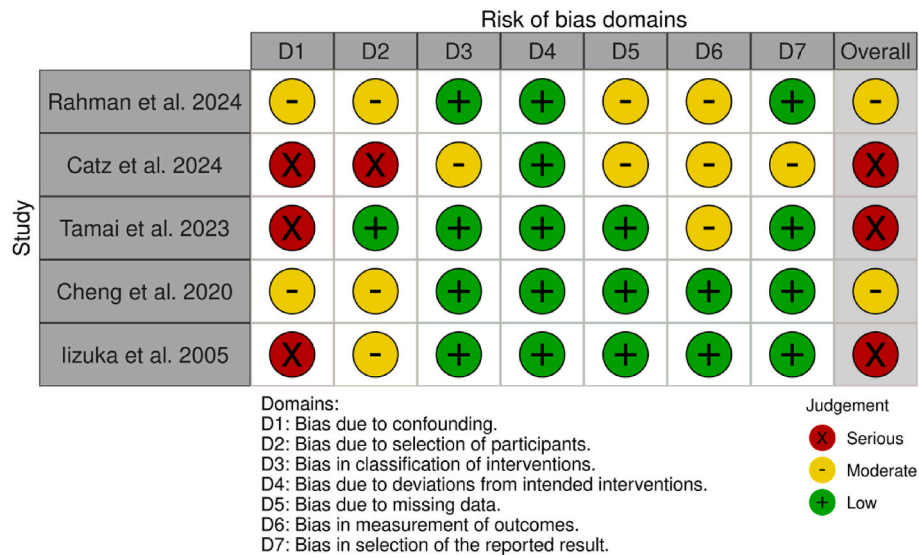 Risk of bias domains
D1 D2 D3 D4 D5 D6 D7 Overall
Study
Rahman et al. 2024 - - + + - - + -
Catz et al. 2024 X X - + - - - X
Tamai et al. 2023 X + + + + - + X
Cheng et al. 2020 - - + + + + + -
Iizuka et al. 2005 X - + + + + + X
Domains:
D1: Bias due to confounding.
D2: Bias due to selection of participants.
D3: Bias in classification of interventions.
D4: Bias due to deviations from intended interventions.
D5: Bias due to missing data.
D6: Bias in measurement of outcomes.
D7: Bias in selection of the reported result.
Judgement
X Serious
- Moderate
+ Low